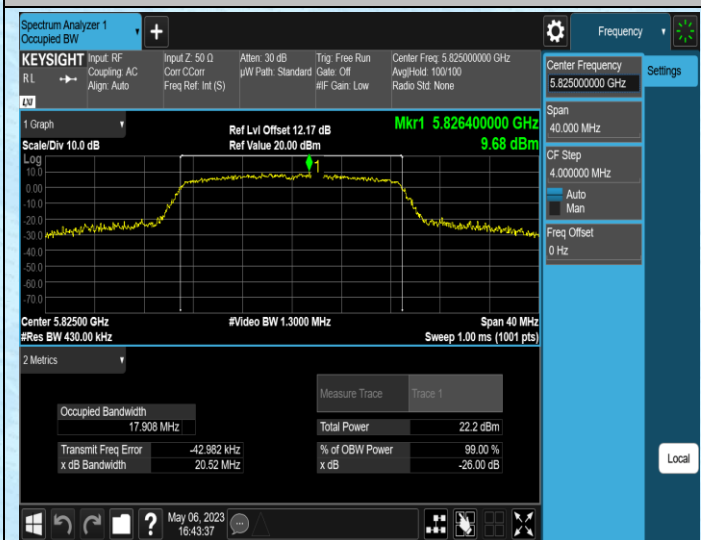 Spectrum Analyzer 1
Occupied BW
+
Frequency
KEYSIGHT
R L
LXI
Input: RF
Coupling: AC
Align: Auto
Input Z: 50 Ω
Corr CCorr
Freq Ref: Int (S)
Atten: 30 dB
µW Path: Standard
Trig: Free Run
Gate: Off
#IF Gain: Low
Center Freq: 5.825000000 GHz
Avg|Hold: 100/100
Radio Std: None
Center Frequency
5.825000000 GHz
Settings
Span
40.000 MHz
CF Step
4.000000 MHz
Auto
Man
Freq Offset
0 Hz
Local
1 Graph
Scale/Div 10.0 dB
Ref Lvl Offset 12.17 dB
Ref Value 20.00 dBm
Mkr1 5.826400000 GHz
9.68 dBm
Log
10.0
0.00
-10.0
-20.0
-30.0
-40.0
-50.0
-60.0
-70.0
1
Center 5.82500 GHz
#Res BW 430.00 kHz
#Video BW 1.3000 MHz
Span 40 MHz
Sweep 1.00 ms (1001 pts)
2 Metrics
Measure Trace Trace 1
Occupied Bandwidth
17.908 MHz
Total Power 22.2 dBm
Transmit Freq Error -42.982 kHz
x dB Bandwidth 20.52 MHz
% of OBW Power 99.00 %
x dB -26.00 dB
?
May 06, 2023
16:43:37